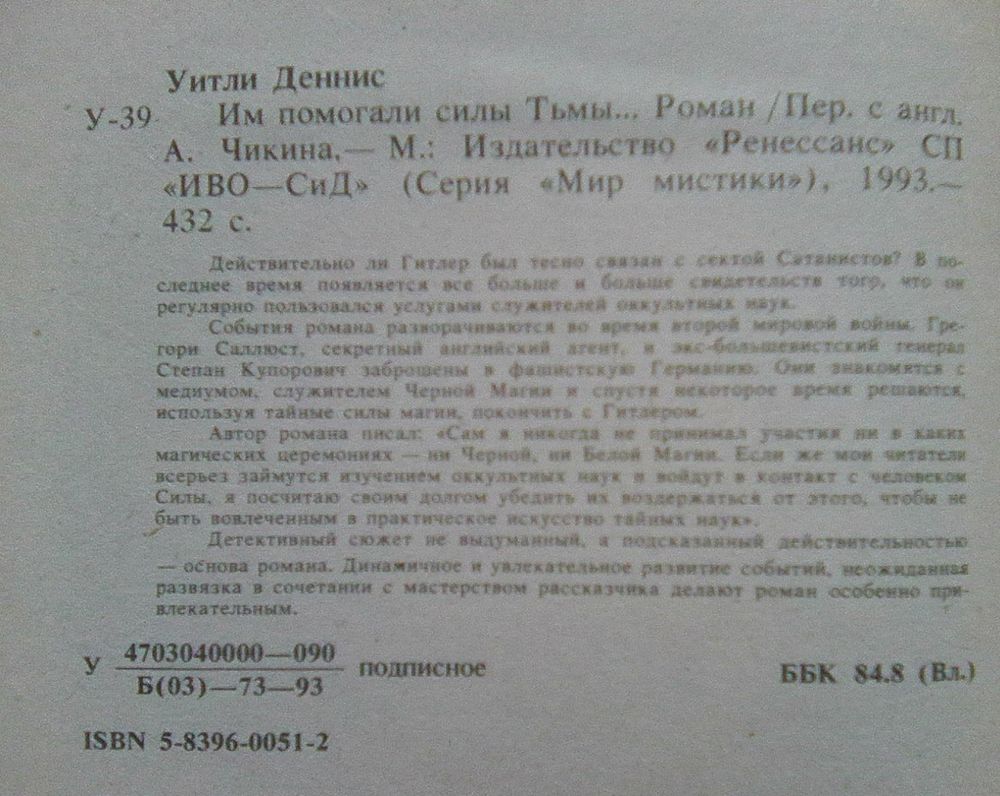 Уитли Деннис
У-39 Им помогали силы Тьмы... Роман / Пер. с англ.
А. Чикина.— М.: Издательство «Ренессанс» СП
«ИВО—СиД» (Серия «Мир мистики»), 1993.—
432 с.
Действительно ли Гитлер был тесно связан с сектой Сатанистов? В по-
следнее время появляется все больше и больше свидетельств того, что он
регулярно пользовался услугами служителей оккультных наук.
События романа разворачиваются во время второй мировой войны. Гре-
гори Саллюст, секретный английский агент, и экс-большевистский генерал
Степан Купорович заброшены в фашистскую Германию. Они знакомятся с
медиумом, служителем Черной Магии и спустя некоторое время решаются,
используя тайные силы магии, покончить с Гитлером.
Автор романа писал: «Сам я никогда не принимал участия ни в каких
магических церемониях — ни Черной, ни Белой Магии. Если же мои читатели
всерьез займутся изучением оккультных наук и войдут в контакт с человеком
Силы, я посчитаю своим долгом убедить их воздержаться от этого, чтобы не
быть вовлеченным в практическое искусство тайных наук».
Детективный сюжет не выдуманный, а подсказанный действительностью
— основа романа. Динамичное и увлекательное развитие событий, неожиданная
развязка в сочетании с мастерством рассказчика делают роман особенно при-
влекательным.
У 4703040000—090 подписное
Б(03)—73—93
ББК 84.8 (Вл.)
ISBN 5-8396-0051-2